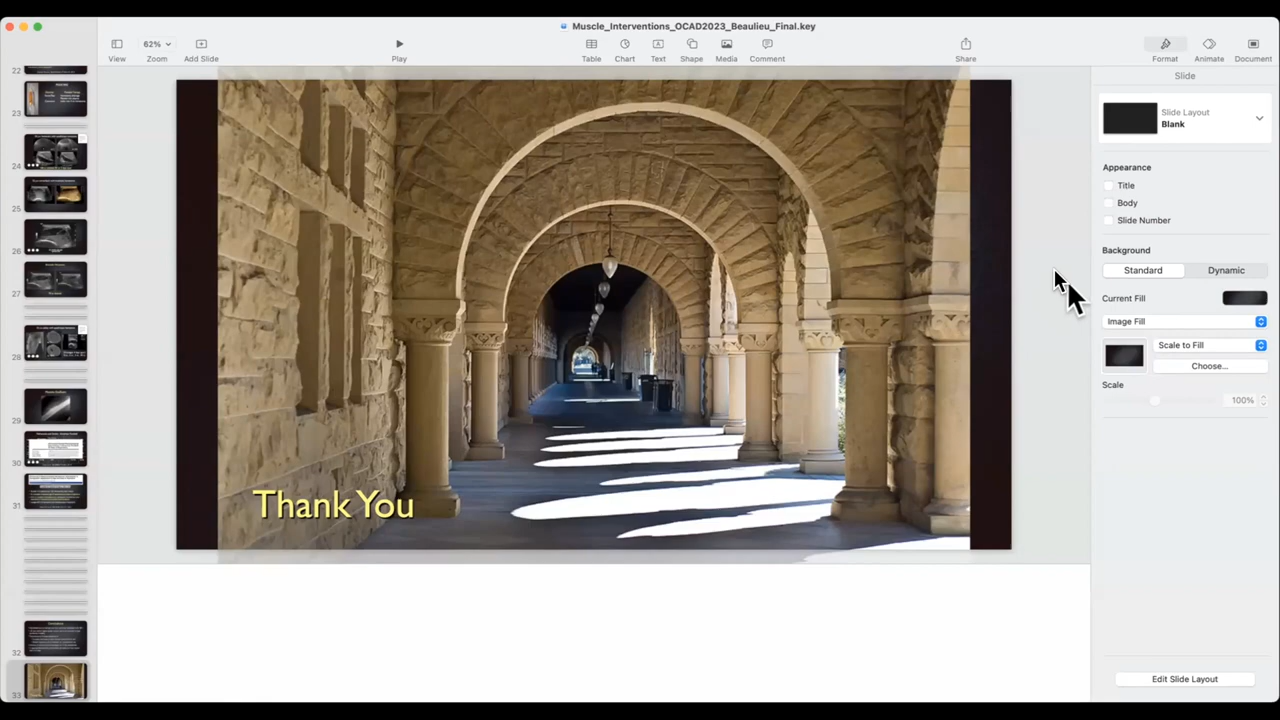 Muscle_Interventions_OCAD2023_Beaulieu_Final.key
62%
View
Zoom
Add Slide
Play
Table
Chart
Text
Shape
Media
Comment
Share
Format
Animate
Document
22
23
24
25
26
27
28
29
30
31
32
33
Thank You
Slide
Slide Layout
Blank
Appearance
Title
Body
Slide Number
Background
Standard
Dynamic
Current Fill
Image Fill
Scale to Fill
Choose...
Scale
100%
Edit Slide Layout